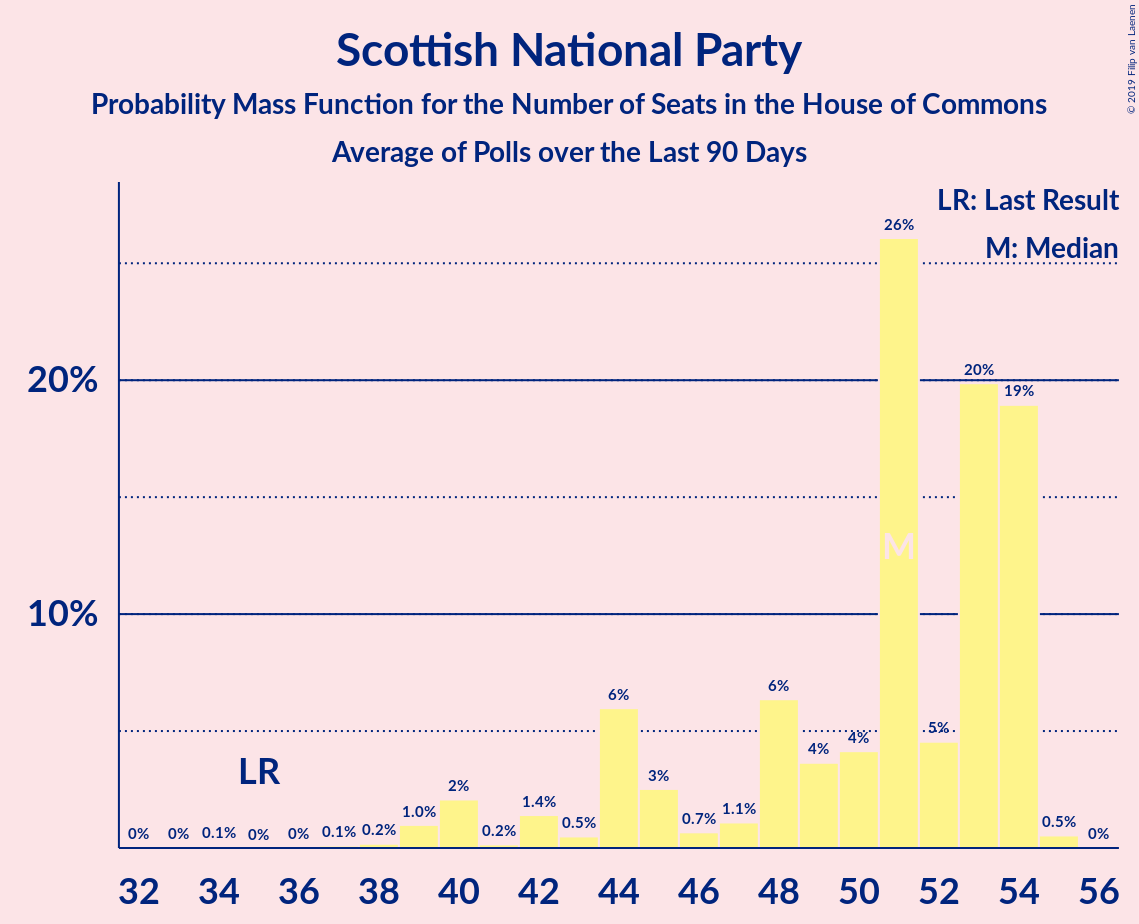 Scottish National Party
Probability Mass Function for the Number of Seats in the House of Commons
Average of Polls over the Last 90 Days
© 2019 Filip van Laenen
LR: Last Result
M: Median
20%
10%
0% 0% 0.1% 0% 0% 0.1% 0.2% 1.0% 2% 0.2% 1.4% 0.5% 6% 3% 0.7% 1.1% 6% 4% 4% 26% 5% 20% 19% 0.5% 0%
LR
M
32 34 36 38 40 42 44 46 48 50 52 54 56